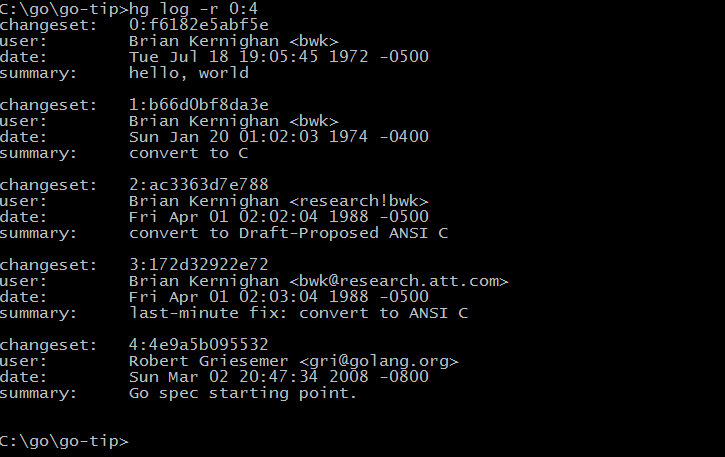 C:\go\go-tip>hg log -r 0:4
changeset:   0:f6182e5abf5e
user:        Brian Kernighan <bwk>
date:        Tue Jul 18 19:05:45 1972 -0500
summary:     hello, world

changeset:   1:b66d0bf8da3e
user:        Brian Kernighan <bwk>
date:        Sun Jan 20 01:02:03 1974 -0400
summary:     convert to C

changeset:   2:ac3363d7e788
user:        Brian Kernighan <research!bwk>
date:        Fri Apr 01 02:02:04 1988 -0500
summary:     convert to Draft-Proposed ANSI C

changeset:   3:172d32922e72
user:        Brian Kernighan <bwk@research.att.com>
date:        Fri Apr 01 02:03:04 1988 -0500
summary:     last-minute fix: convert to ANSI C

changeset:   4:4e9a5b095532
user:        Robert Griesemer <gri@golang.org>
date:        Sun Mar 02 20:47:34 2008 -0800
summary:     Go spec starting point.

C:\go\go-tip>